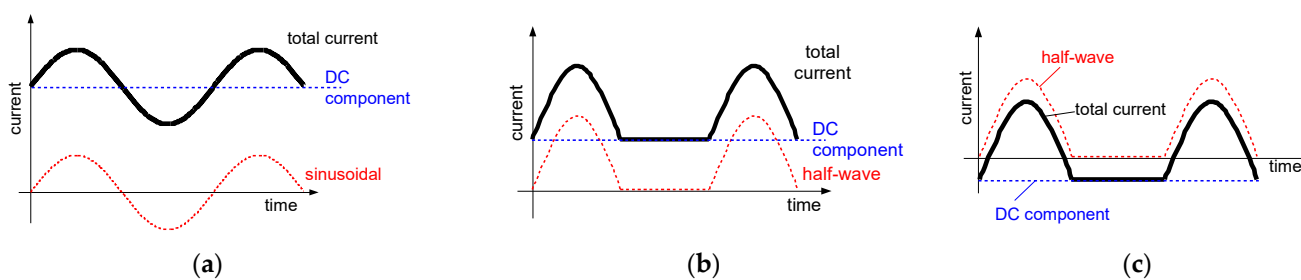 current
total current
DC
component
sinusoidal
time
(a)
current
total
current
DC
component
half-wave
time
(b)
current
half-wave
total current
time
DC component
(c)